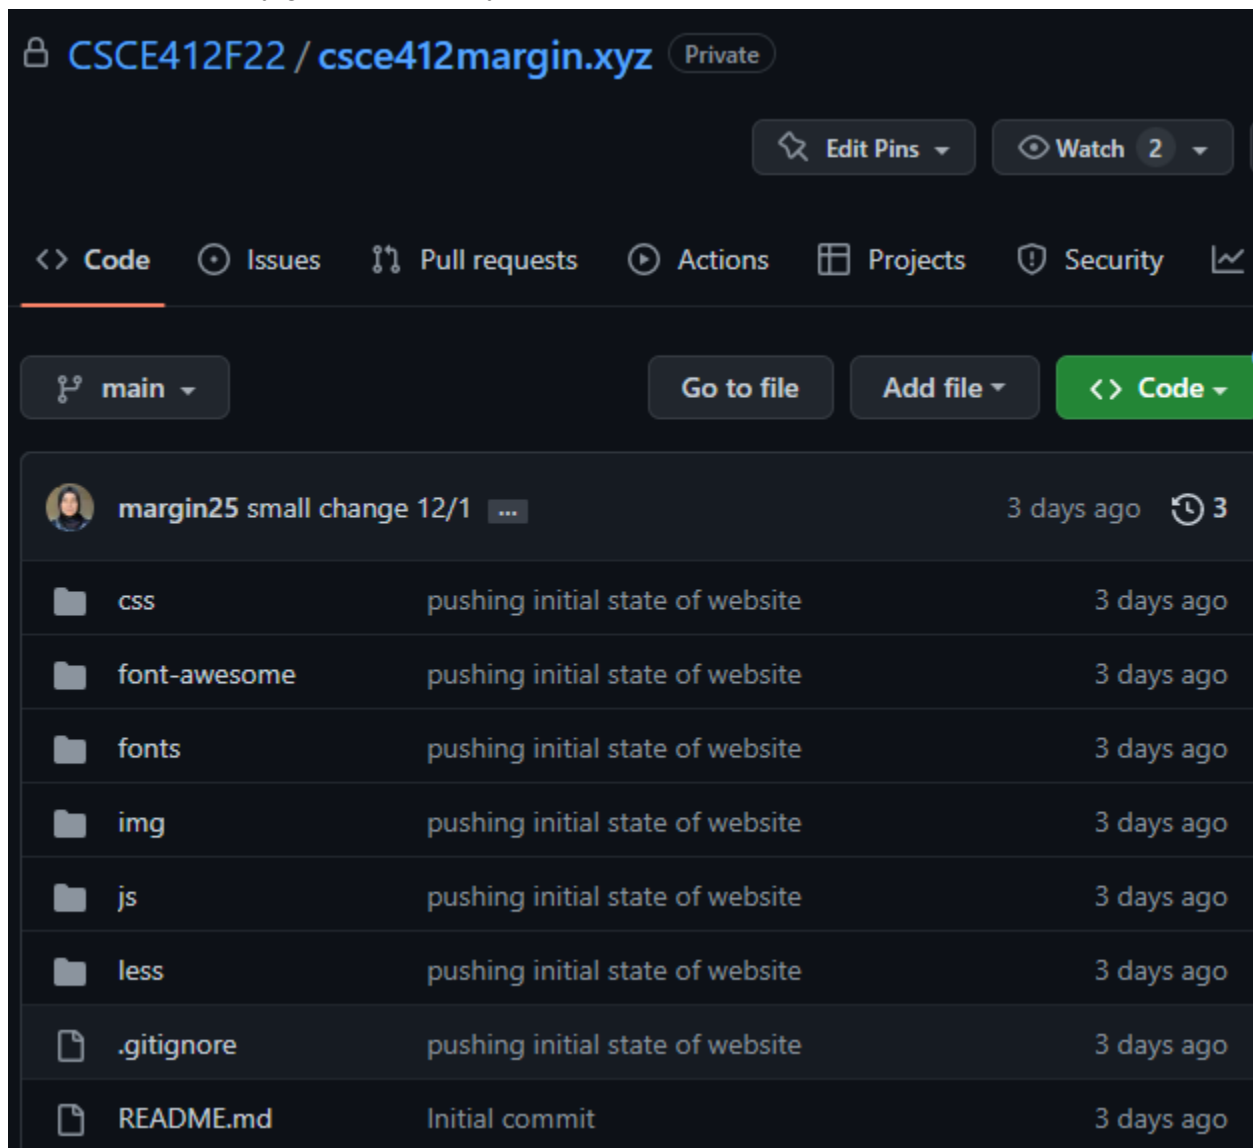 CSCE412F22 / csce412margin.xyz Private
Edit Pins Watch 2
Code Issues Pull requests Actions Projects Security
main Go to file Add file Code
margin25 small change 12/1 ... 3 days ago 3
css pushing initial state of website 3 days ago
font-awesome pushing initial state of website 3 days ago
fonts pushing initial state of website 3 days ago
img pushing initial state of website 3 days ago
js pushing initial state of website 3 days ago
less pushing initial state of website 3 days ago
.gitignore pushing initial state of website 3 days ago
README.md Initial commit 3 days ago